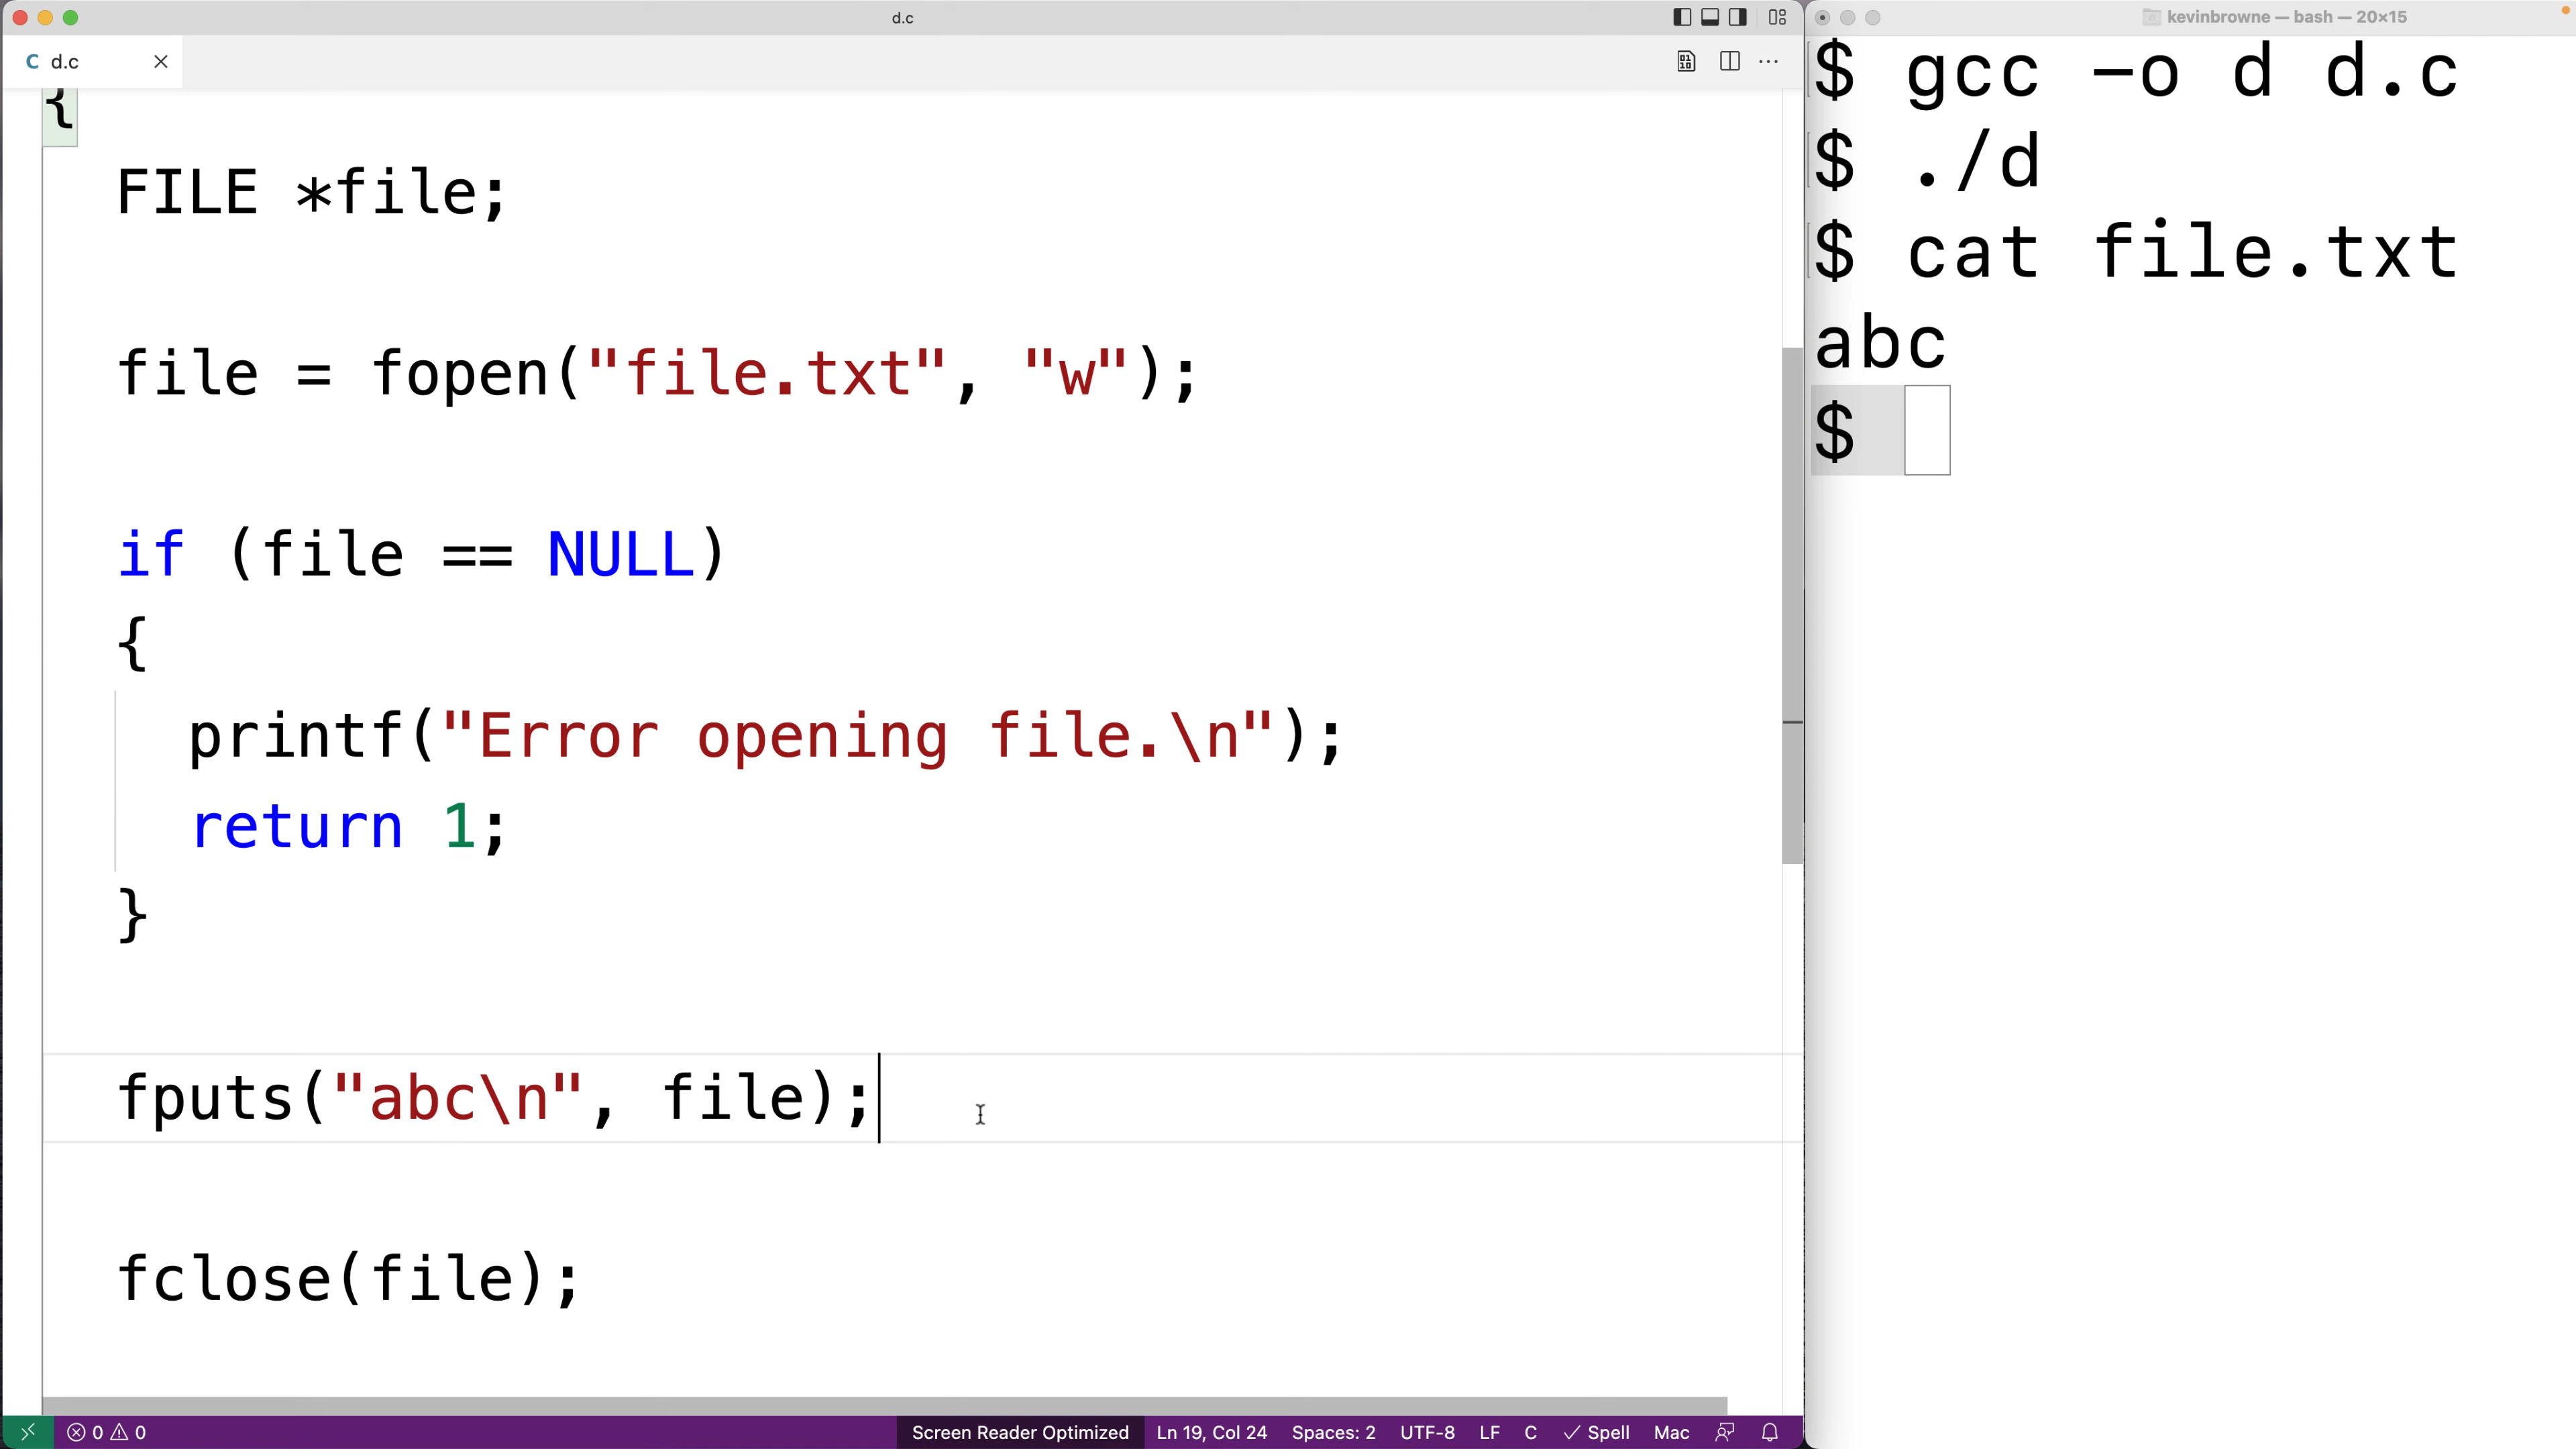 d.c
C d.c
{
FILE *file;
file = fopen("file.txt", "w");
if (file == NULL)
{
printf("Error opening file.\n");
return 1;
}
fputs("abc\n", file);
fclose(file);
0 0 Screen Reader Optimized Ln 19, Col 24 Spaces: 2 UTF-8 LF C Spell Mac
kevinbrowne — bash — 20×15
$ gcc -o d d.c
$ ./d
$ cat file.txt
abc
$